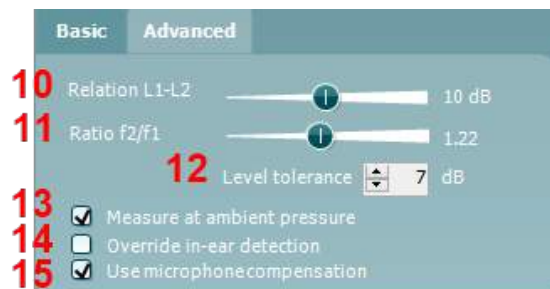 Basic Advanced
10 Relation L1-L2 10 dB
11 Ratio f2/f1 1.22
12 Level tolerance 7 dB
13 Measure at ambient pressure
14 Override in-ear detection
15 Use microphone compensation